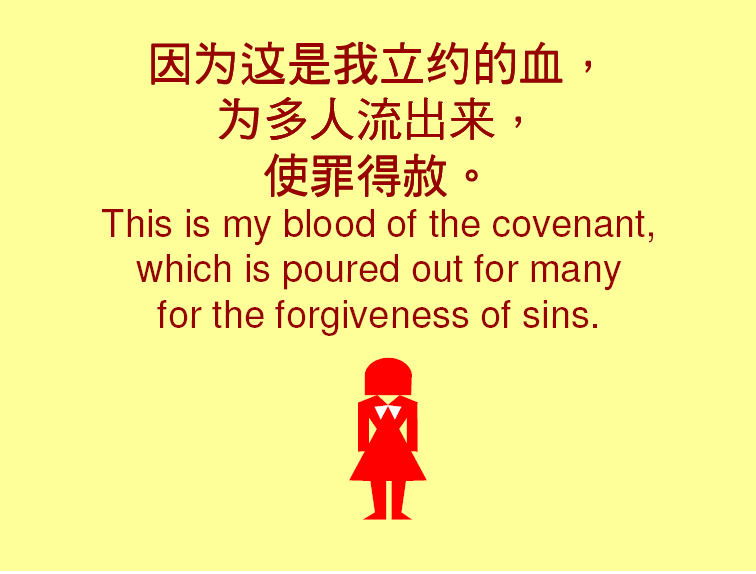 因为这是我立约的血，
为多人流出来，
使罪得赦。
This is my blood of the covenant,
which is poured out for many
for the forgiveness of sins.